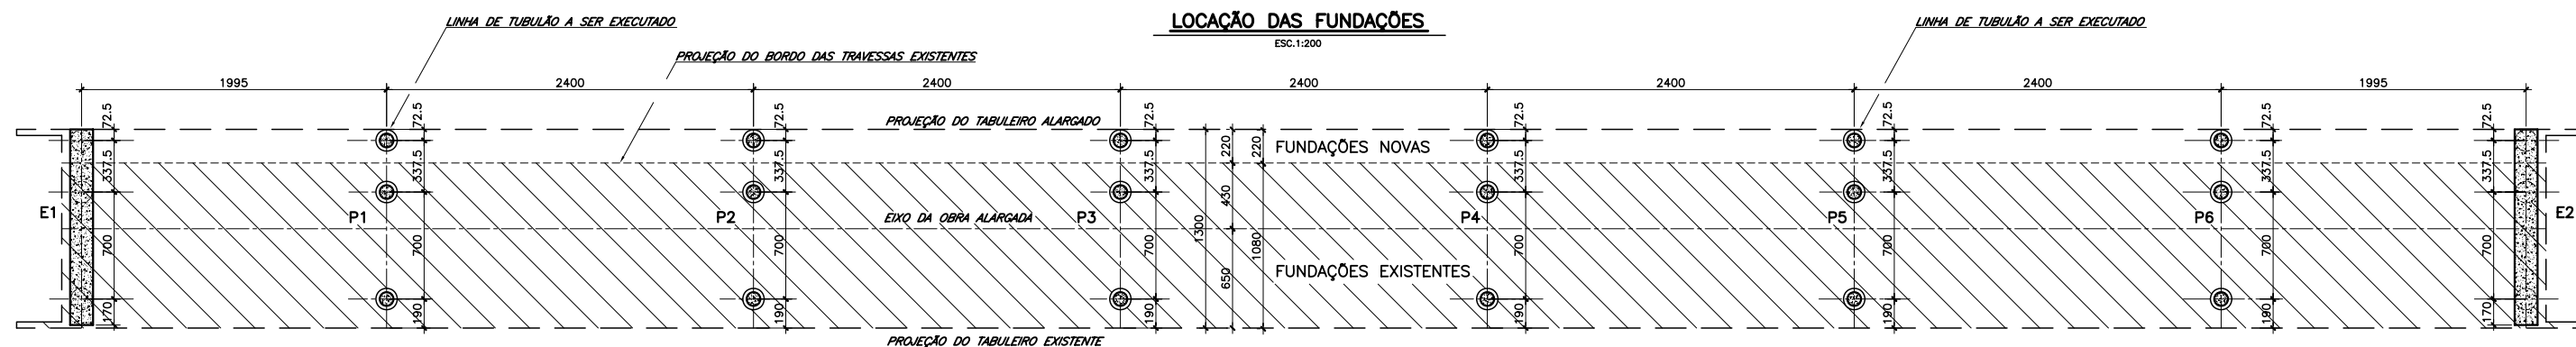 LINHA DE TUBULÃO A SER EXECUTADO
LOCAÇÃO DAS FUNDAÇÕES
LINHA DE TUBULÃO A SER EXECUTADO
ESC.1:200
PROJEÇÃO DO BORDO DAS TRAVESSAS EXISTENTES
1995
2400
2400
2400
2400
2400
1995
72.5
72.5
72.5
72.5
72.5
72.5
72.5
72.5
PROJEÇÃO DO TABULEIRO ALARGADO
220
220
FUNDAÇÕES NOVAS
337.5
337.5
337.5
337.5
337.5
337.5
337.5
337.5
430
E1
P1
P2
EIXO DA OBRA ALARGADA
P3
P4
P5
P6
E2
1300
700
700
700
700
700
700
700
700
1080
650
FUNDAÇÕES EXISTENTES
170
190
190
190
190
190
190
170
PROJEÇÃO DO TABULEIRO EXISTENTE